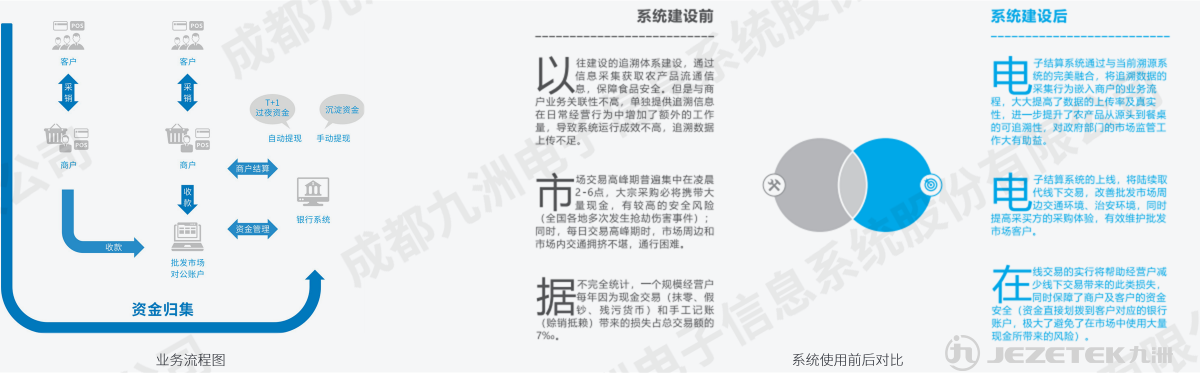 POS
POS
客户
客户
采
销
采
销
T+1
过夜资金
沉淀资金
自动提现
手动提现
POS
POS
商户
商户
商户结算
收
款
银行系统
资金管理
收款
批发市场
对公账户
资金归集
业务流程图
系统建设前
以往建设的追溯体系建设，通过
信息采集获取农产品流通信
息，保障食品安全。但是与商
户业务关联性不高，单独提供追溯信息
在日常经营行为中增加了额外的工作
量，导致系统运行成效不高，追溯数据
上传不足。
市场交易高峰期普遍集中在凌晨
2-6点，大宗采购必将携带大
量现金，有较高的安全风险
（全国各地多次发生抢劫伤害事件）；
同时，每日交易高峰期时，市场周边和
市场内交通拥挤不堪，通行困难。
据不完全统计，一个规模经营户
每年因为现金交易（抹零、假
钞、残污货币）和手工记账
（赊销抵赖）带来的损失占总交易额的
7‰。
系统建设后
电子结算系统通过与当前溯源系
统的完美融合，将追溯数据的
采集行为嵌入商户的业务流
程，大大提高了数据的上传率及真实
性，进一步提升了农产品从源头到餐桌
的可追溯性，对政府部门的市场监管工
作大有助益。
电子结算系统的上线，将陆续取
代线下交易，改善批发市场周
边交通环境、治安环境，同时
提高采买方的采购体验，有效维护批发
市场客户。
在线交易的实行将帮助经营户减
少线下交易带来的此类损失，
同时保障了商户及客户的资金
安全（资金直接划拨到客户对应的银行
账户，极大了避免了在市场中使用大量
现金所带来的风险）。
系统使用前后对比
JEZETEK九洲
成都九洲电子信息系统股份有限公司